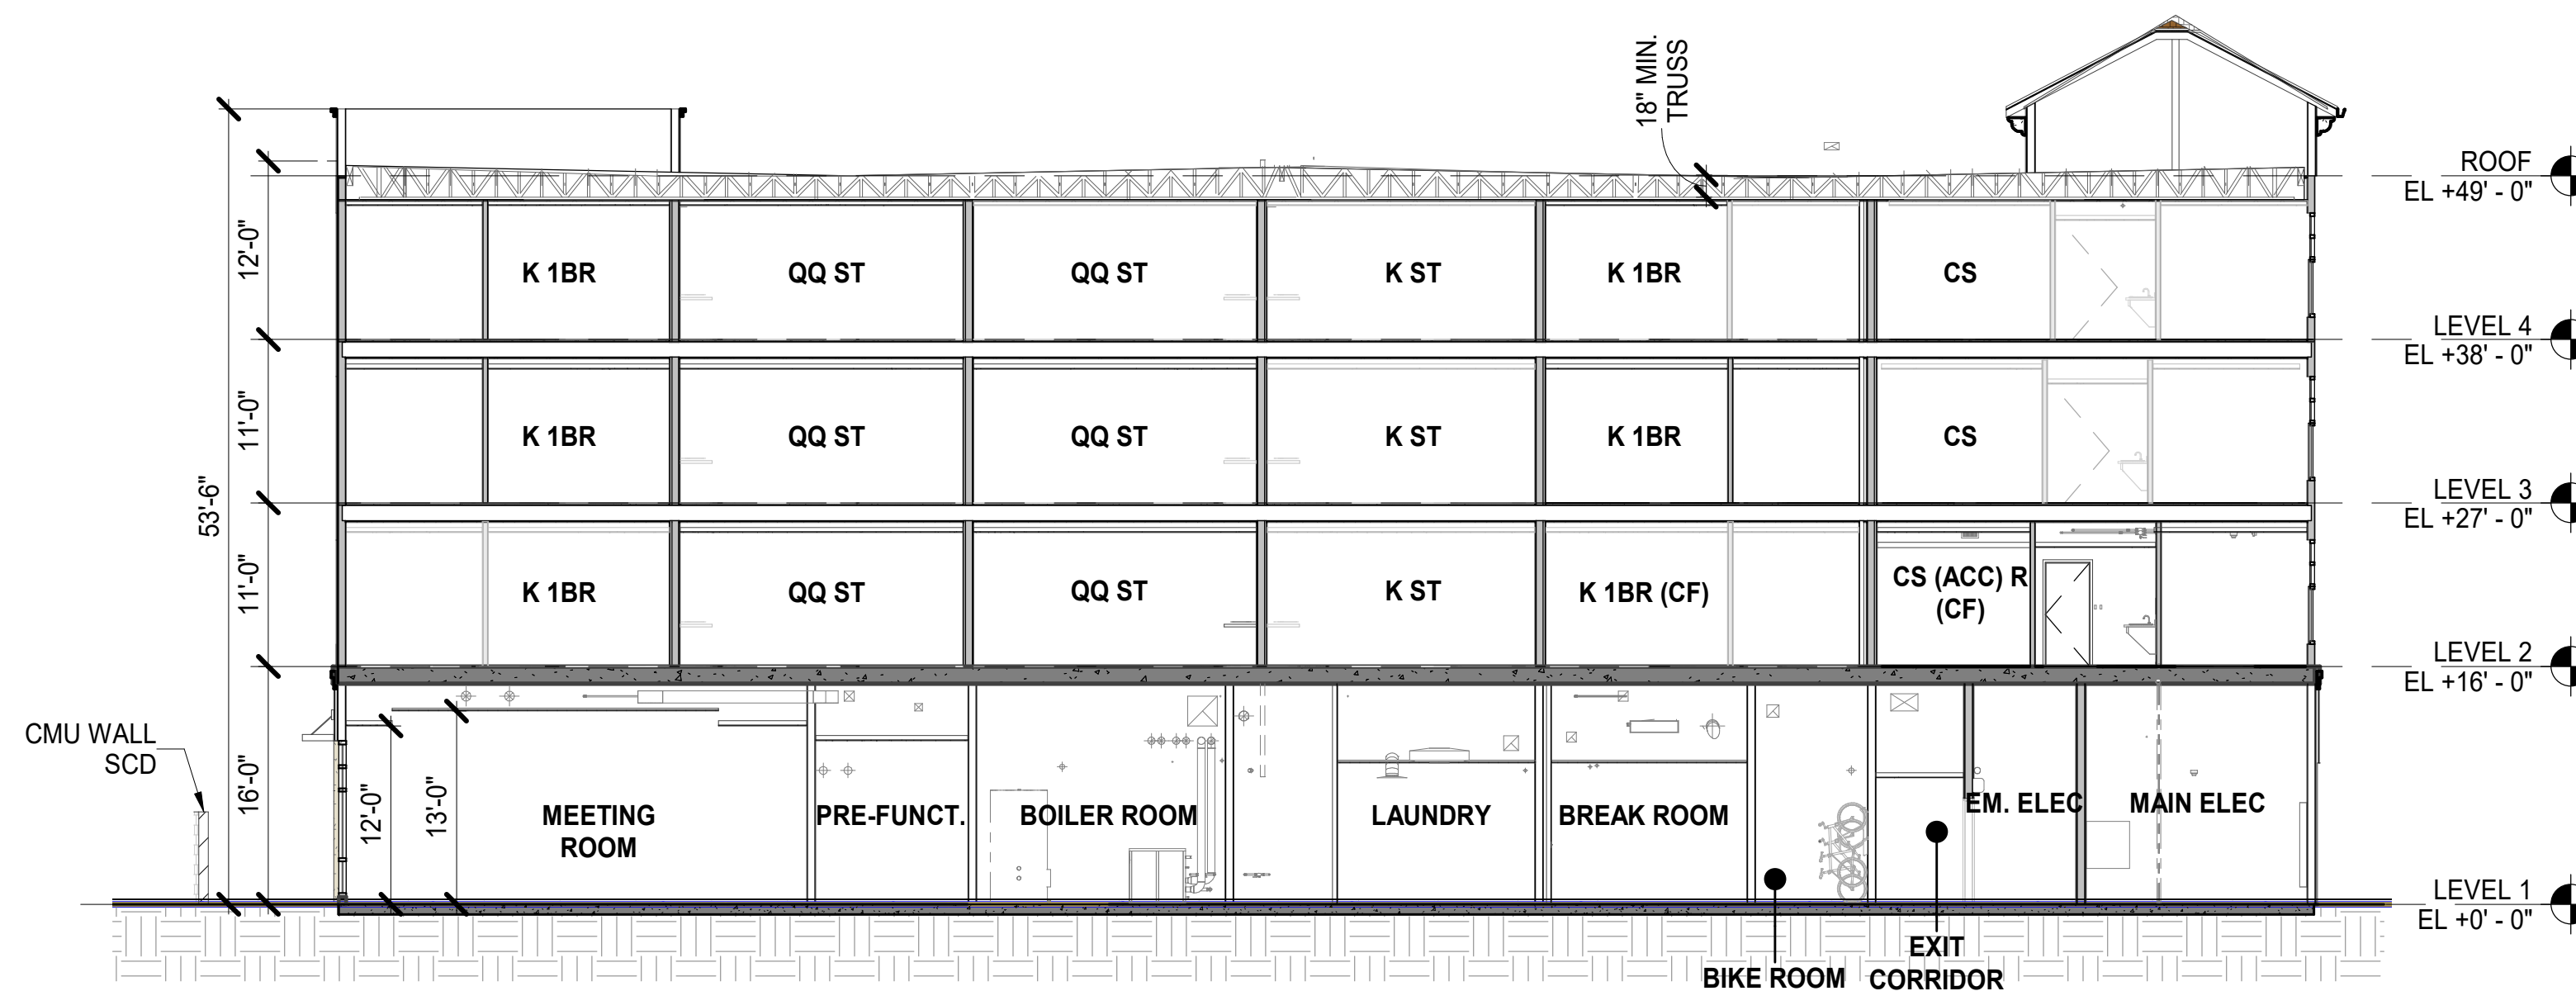 18" MIN.
TRUSS
ROOF
EL +49' - 0"
12'-0"
K 1BR
QQ ST
QQ ST
K ST
K 1BR
CS
LEVEL 4
EL +38' - 0"
11'-0"
K 1BR
QQ ST
QQ ST
K ST
K 1BR
CS
LEVEL 3
EL +27' - 0"
53'-6"
11'-0"
K 1BR
QQ ST
QQ ST
K ST
K 1BR (CF)
CS (ACC) R
(CF)
LEVEL 2
EL +16' - 0"
CMU WALL
SCD
16'-0"
12'-0"
13'-0"
MEETING
ROOM
PRE-FUNCT.
BOILER ROOM
LAUNDRY
BREAK ROOM
EM. ELEC
MAIN ELEC
LEVEL 1
EL +0' - 0"
BIKE ROOM
EXIT
CORRIDOR